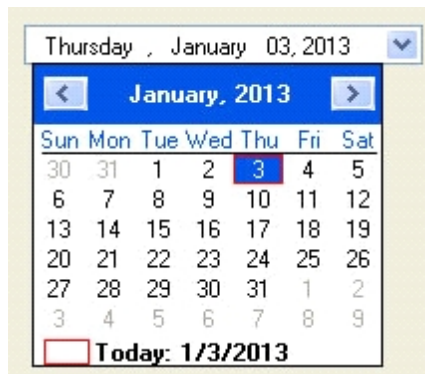 Thursday , January 03, 2013
January, 2013
Sun Mon Tue Wed Thu Fri Sat
30 31 1 2 3 4 5
6 7 8 9 10 11 12
13 14 15 16 17 18 19
20 21 22 23 24 25 26
27 28 29 30 31 1 2
3 4 5 6 7 8 9
Today: 1/3/2013